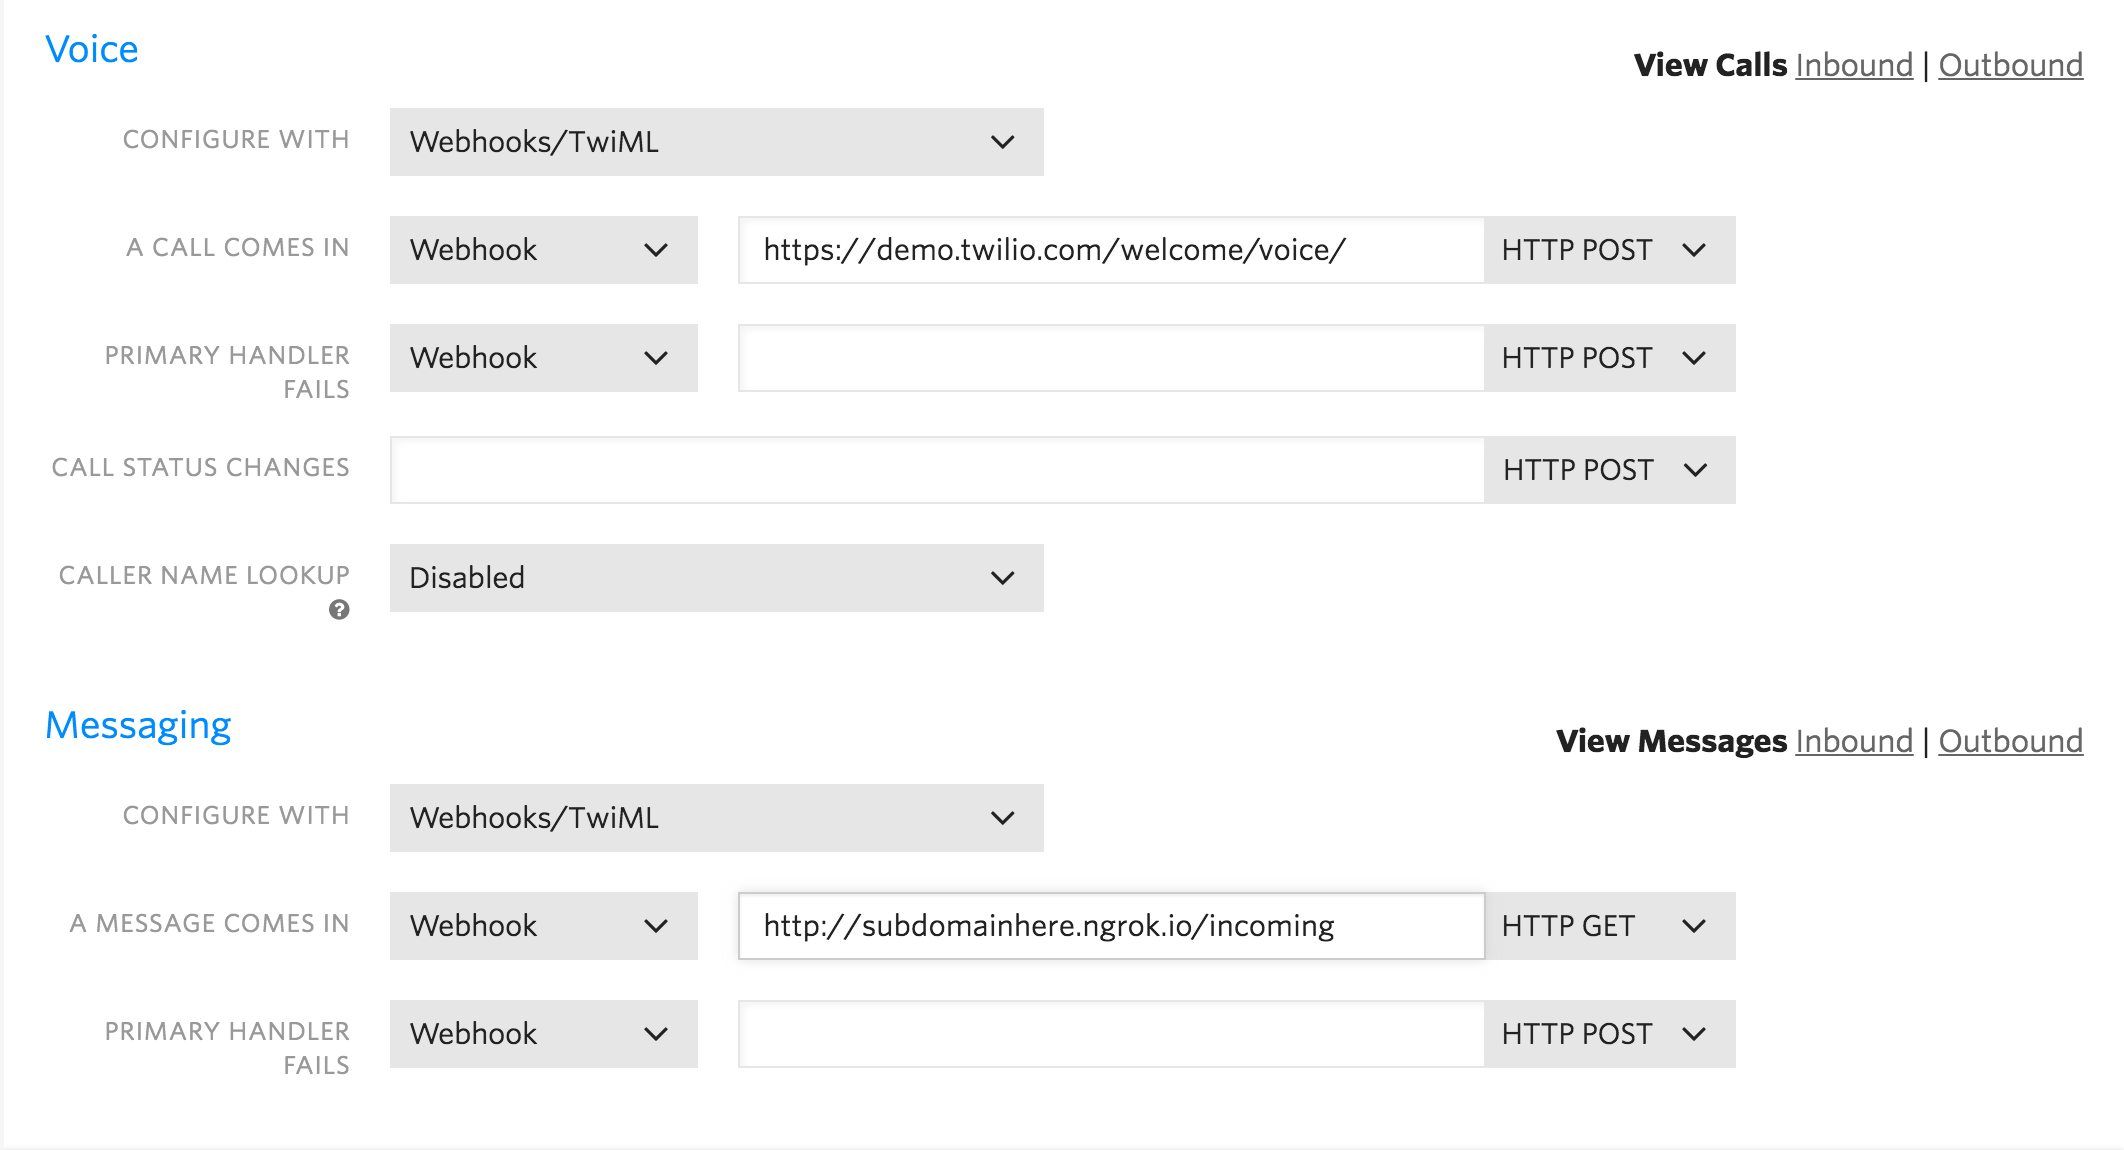 Voice
View Calls Inbound | Outbound
CONFIGURE WITH
Webhooks/TwiML
A CALL COMES IN
Webhook
https://demo.twilio.com/welcome/voice/
HTTP POST
PRIMARY HANDLER
FAILS
Webhook
HTTP POST
CALL STATUS CHANGES
HTTP POST
CALLER NAME LOOKUP
?
Disabled
Messaging
View Messages Inbound | Outbound
CONFIGURE WITH
Webhooks/TwiML
A MESSAGE COMES IN
Webhook
http://subdomainhere.ngrok.io/incoming
HTTP GET
PRIMARY HANDLER
FAILS
Webhook
HTTP POST